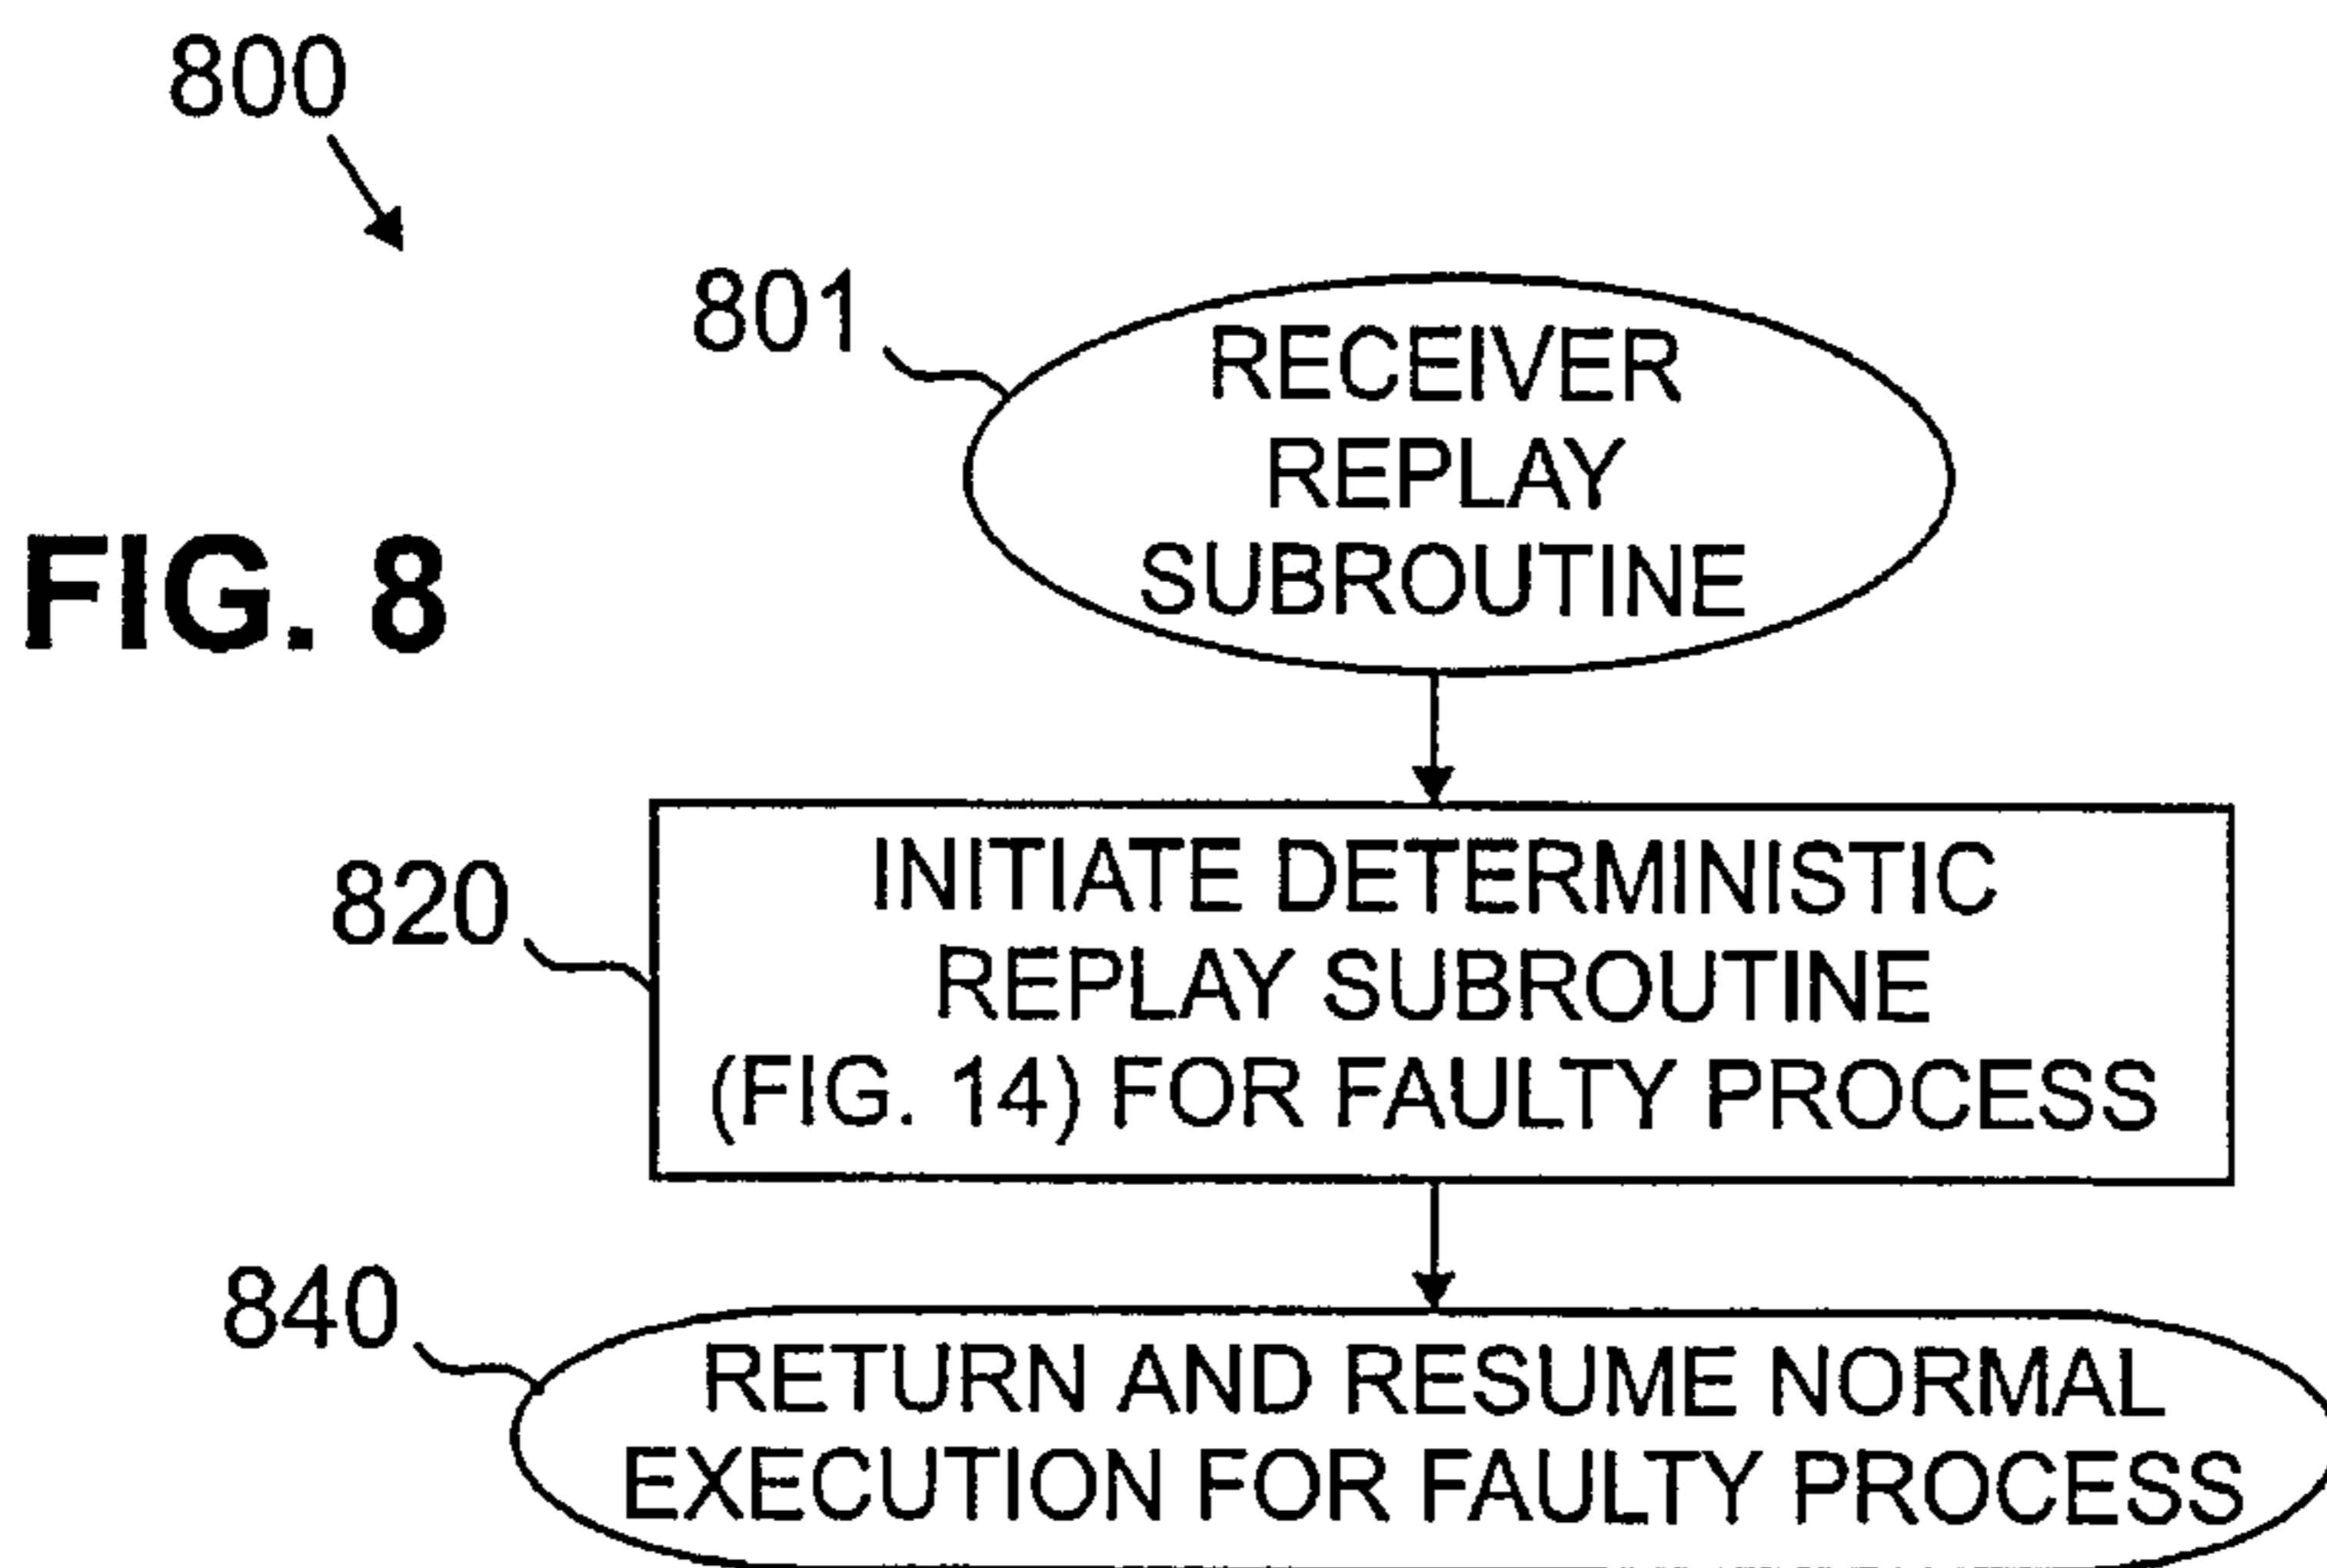 800
801
RECEIVER
REPLAY
SUBROUTINE
FIG. 8
820
INITIATE DETERMINISTIC
REPLAY SUBROUTINE
(FIG. 14) FOR FAULTY PROCESS
840
RETURN AND RESUME NORMAL
EXECUTION FOR FAULTY PROCESS